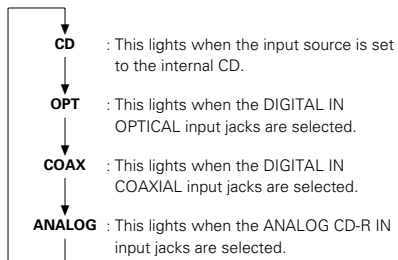 CD : This lights when the input source is set
to the internal CD.
OPT : This lights when the DIGITAL IN
OPTICAL input jacks are selected.
COAX : This lights when the DIGITAL IN
COAXIAL input jacks are selected.
ANALOG : This lights when the ANALOG CD-R IN
input jacks are selected.